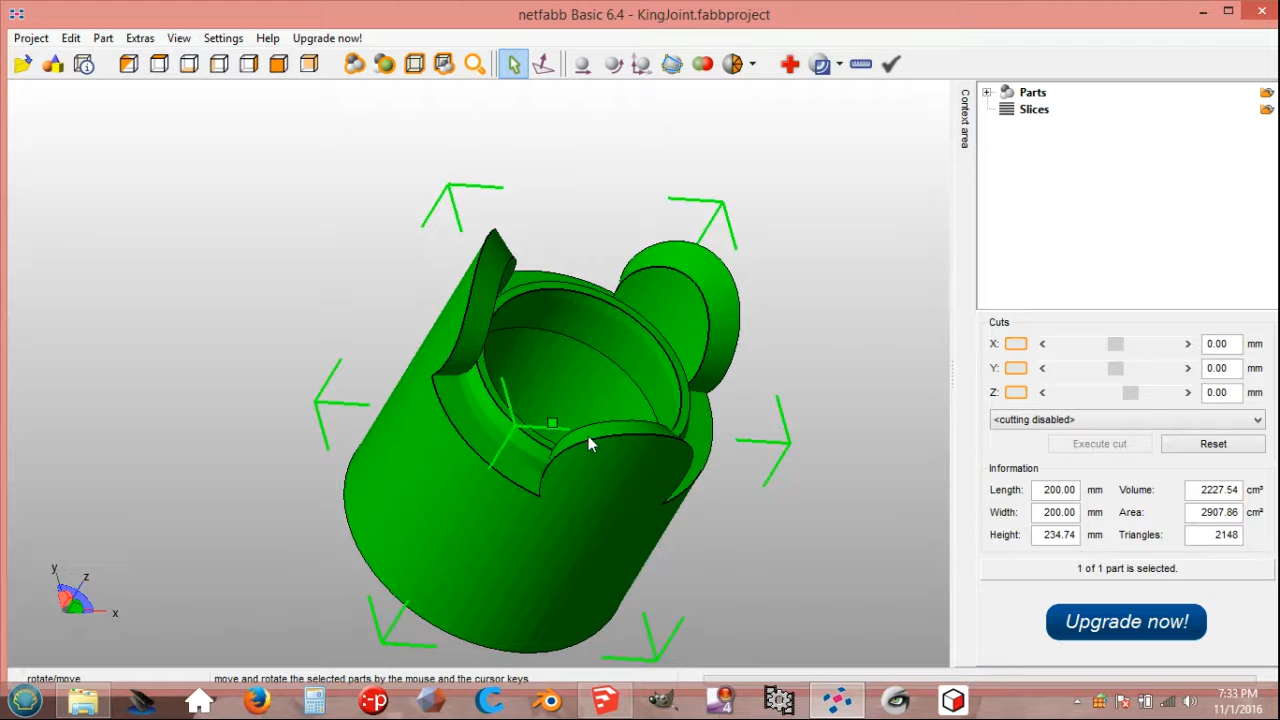 netfabb Basic 6.4 - KingJoint.fabbproject
Project Edit Part Extras View Settings Help Upgrade now!
Context area
Parts
Slices
Cuts
X: < > 0.00 mm
Y: < > 0.00 mm
Z: < > 0.00 mm
<cutting disabled>
Execute cut Reset
Information
Length: 200.00 mm Volume: 2227.54 cm³
Width: 200.00 mm Area: 2907.86 cm²
Height: 234.74 mm Triangles: 2148
1 of 1 part is selected.
Upgrade now!
y
z
x
rotate/move move and rotate the selected parts by the mouse and the cursor keys
:-p
4
7:33 PM
11/1/2016